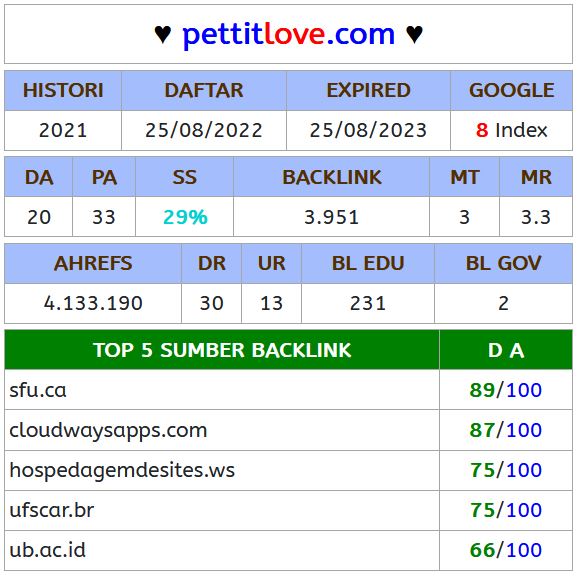 ♥ pettitlove.com ♥
HISTORI DAFTAR EXPIRED GOOGLE
2021 25/08/2022 25/08/2023 8 Index
DA PA SS BACKLINK MT MR
20 33 29% 3.951 3 3.3
AHREFS DR UR BL EDU BL GOV
4.133.190 30 13 231 2
TOP 5 SUMBER BACKLINK D A
sfu.ca 89/100
cloudwaysapps.com 87/100
hospedagemdesites.ws 75/100
ufscar.br 75/100
ub.ac.id 66/100